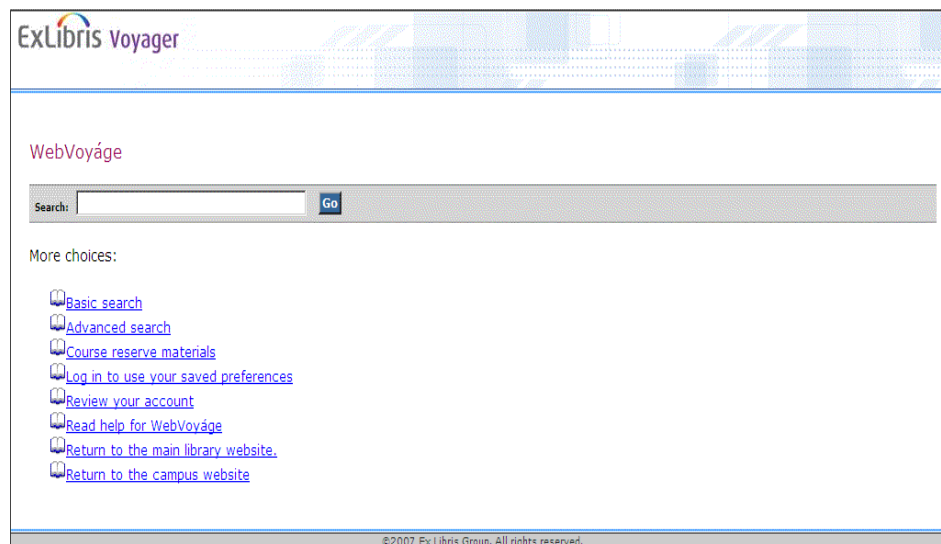 ExLibris Voyager
WebVoyáge
Search: Go
More choices:
Basic search
Advanced search
Course reserve materials
Log in to use your saved preferences
Review your account
Read help for WebVoyáge
Return to the main library website.
Return to the campus website
©2007 Ex Libris Group. All rights reserved.